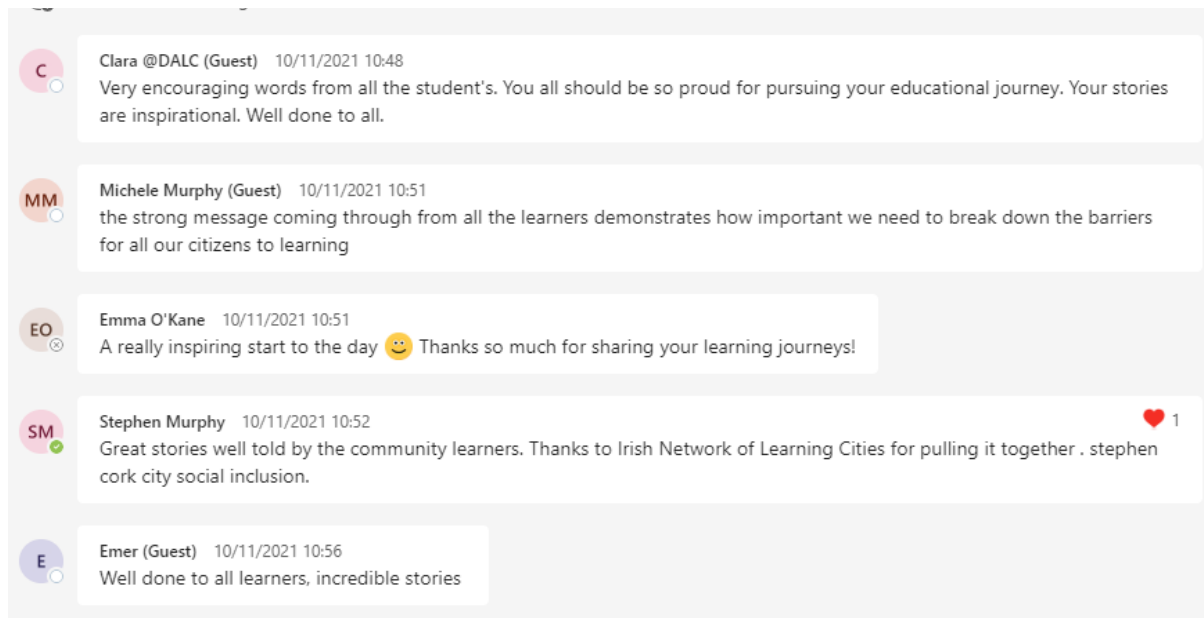 C
Clara @DALC (Guest) 10/11/2021 10:48
Very encouraging words from all the student's. You all should be so proud for pursuing your educational journey. Your stories
are inspirational. Well done to all.
MM
Michele Murphy (Guest) 10/11/2021 10:51
the strong message coming through from all the learners demonstrates how important we need to break down the barriers
for all our citizens to learning
EO
Emma O'Kane 10/11/2021 10:51
A really inspiring start to the day 🙂 Thanks so much for sharing your learning journeys!
SM
Stephen Murphy 10/11/2021 10:52
❤ 1
Great stories well told by the community learners. Thanks to Irish Network of Learning Cities for pulling it together . stephen
cork city social inclusion.
E
Emer (Guest) 10/11/2021 10:56
Well done to all learners, incredible stories